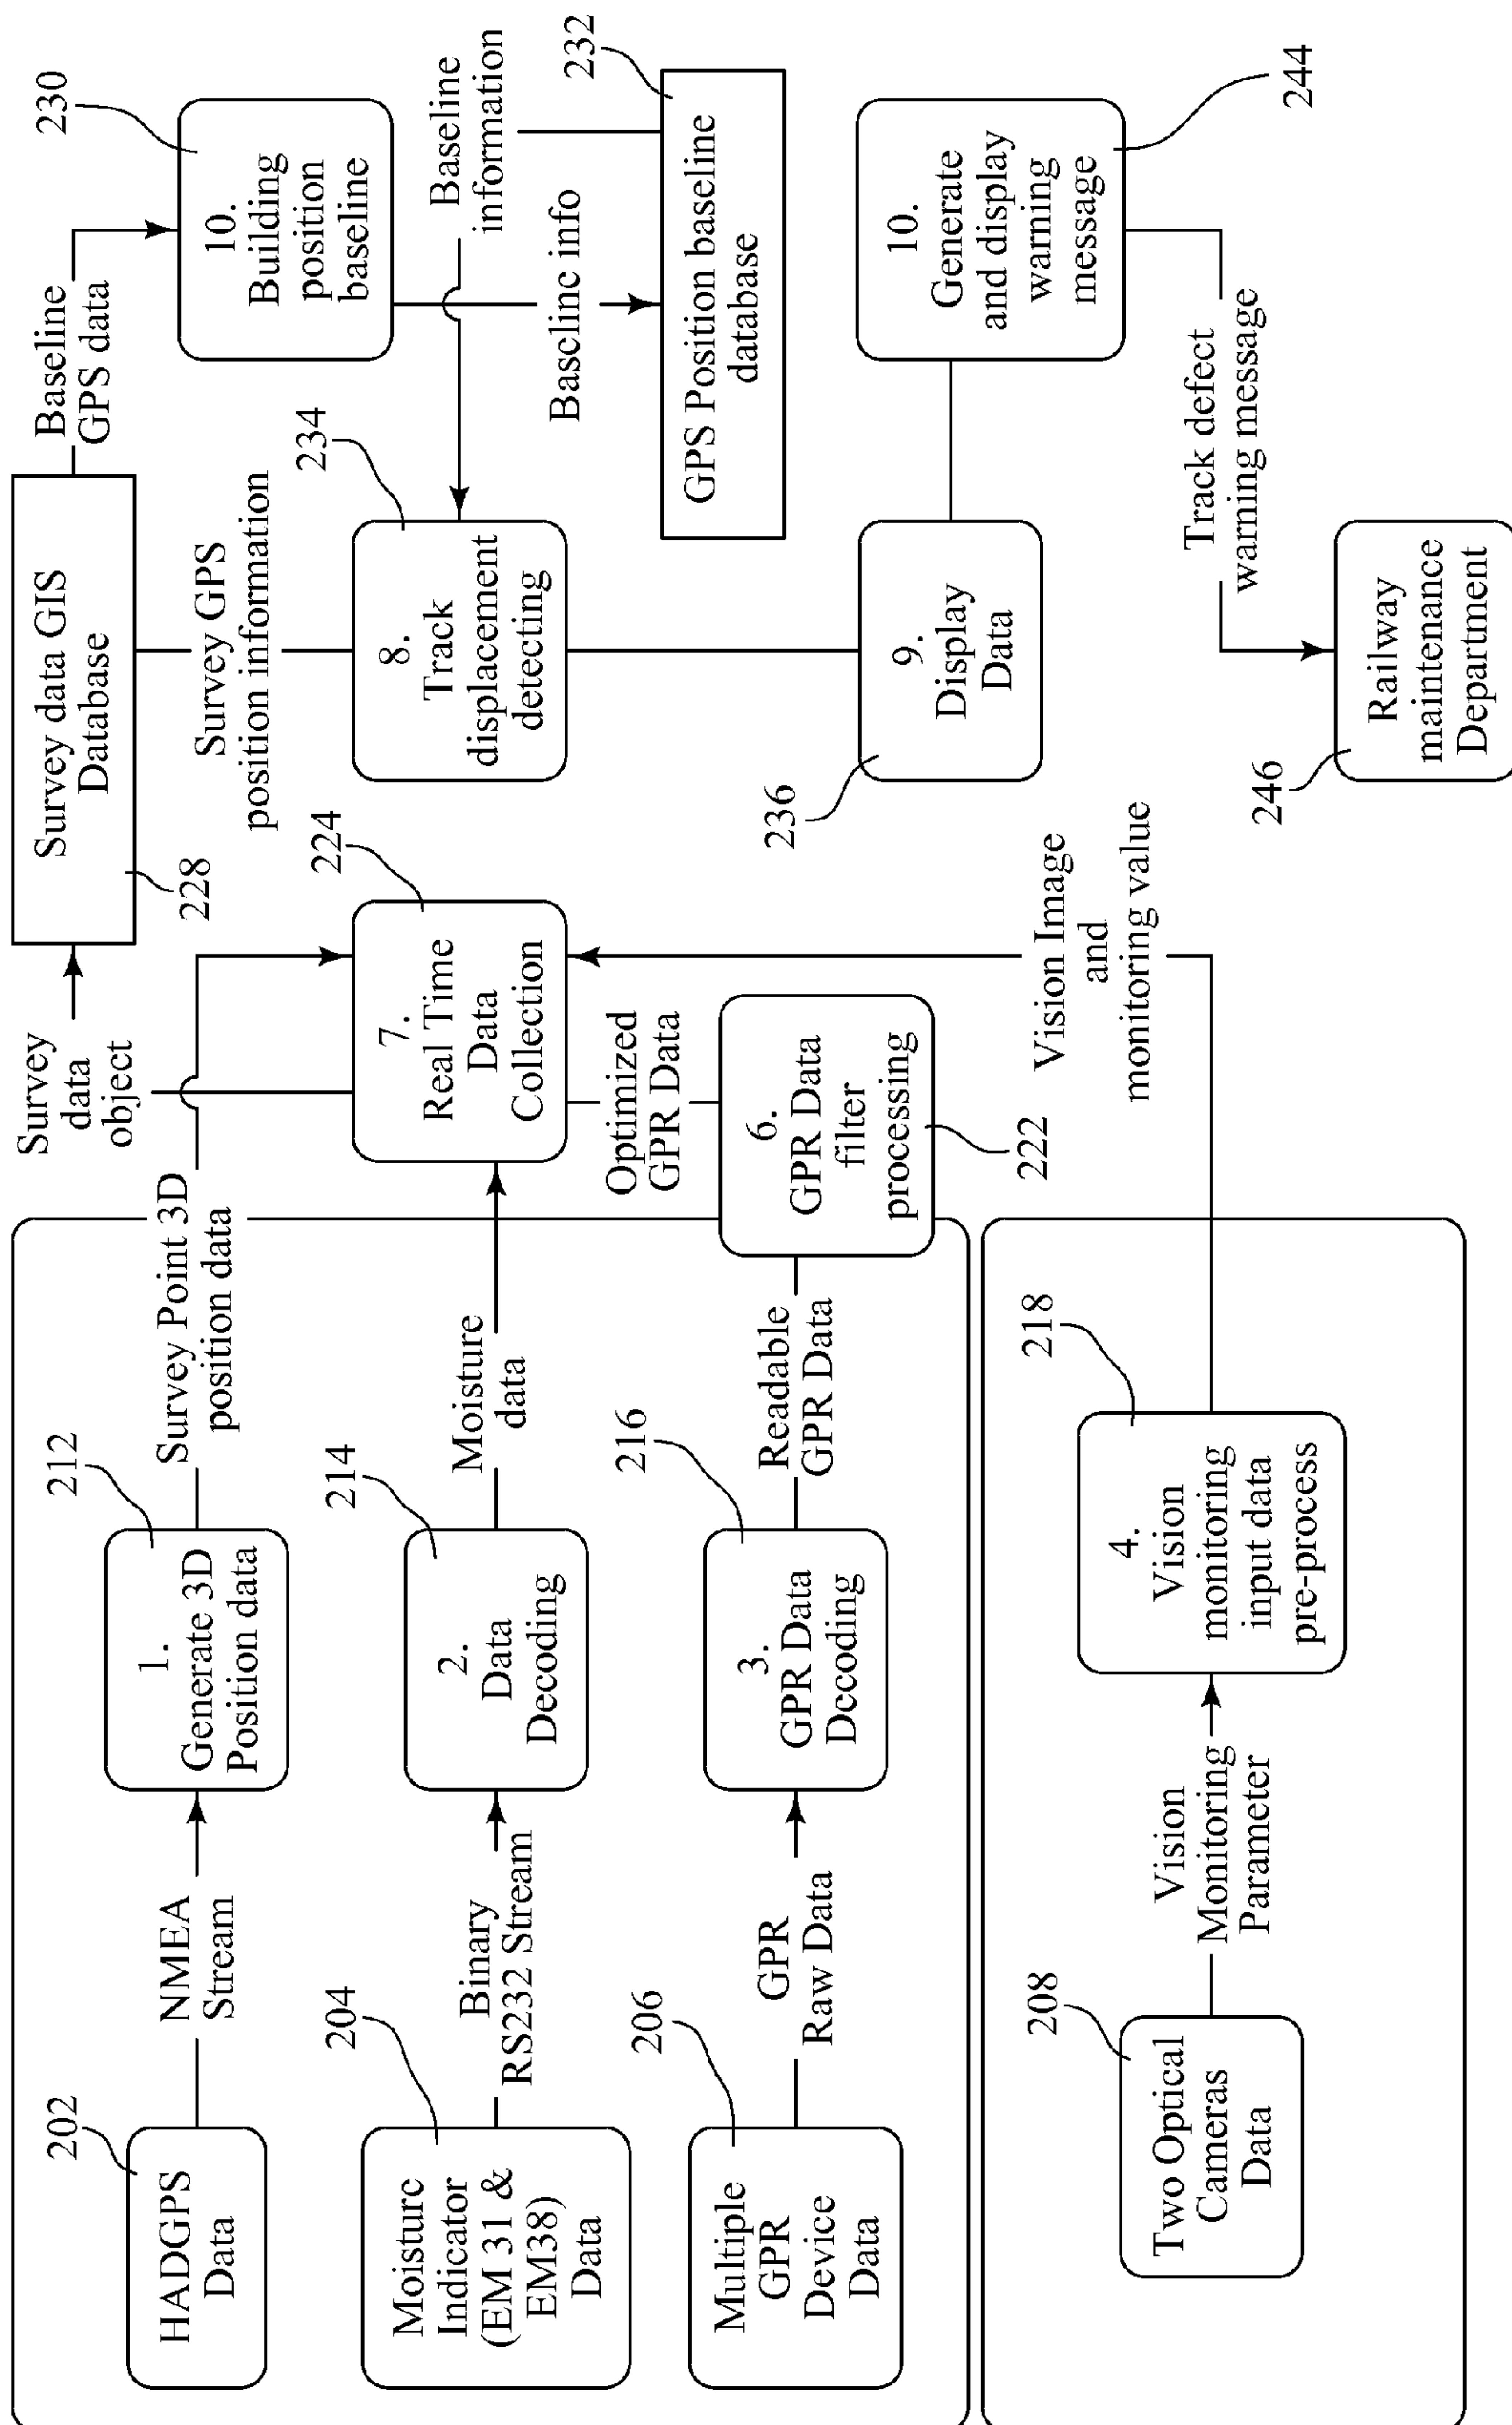 202
HADGPS
Data
NMEA
Stream
212
1.
Generate 3D
Position data
Survey Point 3D
position data
204
Moisture
Indicator
(EM 31 &
EM38)
Data
Binary
RS232 Stream
214
2.
Data
Decoding
Moisture
data
206
Multiple
GPR
Device
Data
GPR
Raw Data
216
3.
GPR Data
Decoding
Readable
GPR Data
6.
GPR Data
filter
processing
222
Optimized
GPR Data
208
Two Optical
Cameras
Data
Vision
Monitoring
Parameter
218
4.
Vision
monitoring
input data
pre-process
Vision Image
and
monitoring value
224
7.
Real Time
Data
Collection
Survey
data
object
Survey data GIS
Database
228
Baseline
GPS data
230
10.
Building
position
baseline
Survey GPS
position information
234
8.
Track
displacement
detecting
Baseline
information
Baseline info
232
GPS Position baseline
database
236
9.
Display
Data
10.
Generate
and display
warning
message
244
Track defect
warning message
246
Railway
maintenance
Department